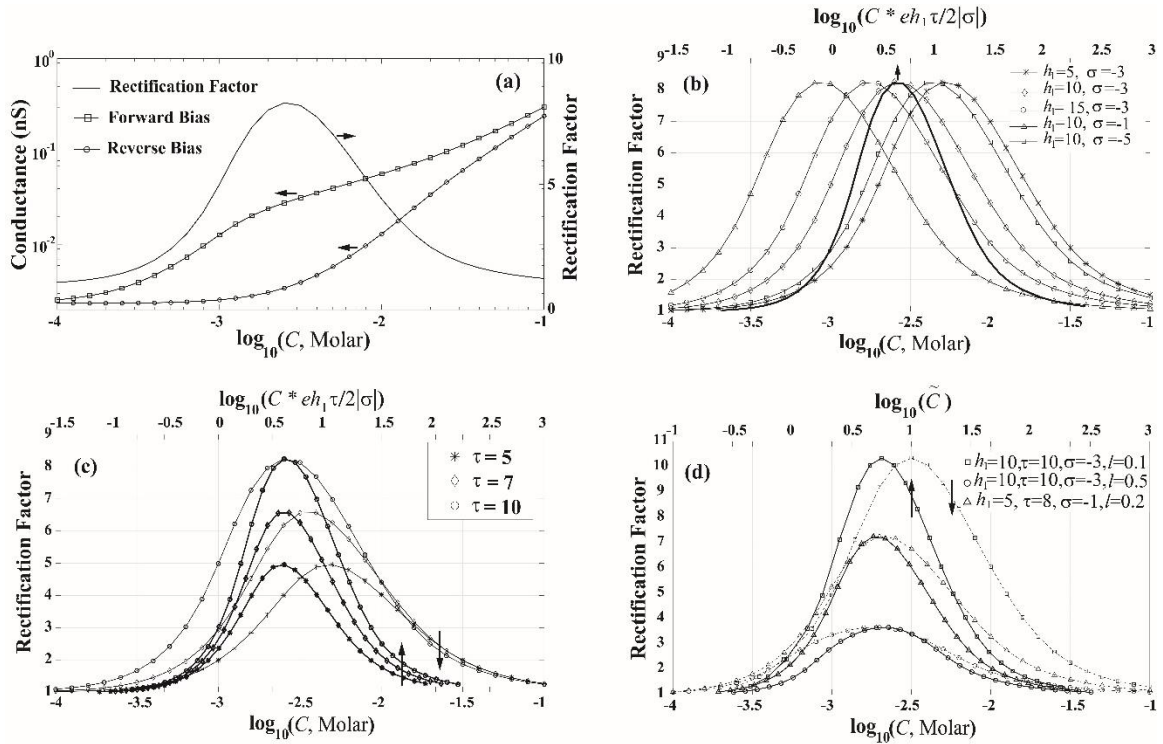 (a)
Rectification Factor
Forward Bias
Reverse Bias
Conductance (nS)
10⁰
10⁻¹
10⁻²
Rectification Factor
10
5
0
-4 -3 -2 -1
log₁₀(C, Molar)
log₁₀(C * eh₁τ/2|σ|)
-1.5 -1 0 0.5 1 1.5 2 2.5 3
(b)
h₁=5, σ=-3
h₁=10, σ=-3
h₁=15, σ=-3
h₁=10, σ=-1
h₁=10, σ=-5
Rectification Factor
9
8
7
6
5
4
3
2
1
-4 -3.5 -3 -2.5 -2 -1.5 -1
log₁₀(C, Molar)
log₁₀(C * eh₁τ/2|σ|)
-1.5 -1 0 0.5 1 1.5 2 2.5 3
(c)
τ = 5
τ = 7
τ = 10
Rectification Factor
9
8
7
6
5
4
3
2
1
-4 -3 -2.5 -2 -1.5 -1
log₁₀(C, Molar)
log₁₀(C̃)
-1.5 -1 0 0.5 1 1.5 2 2.5 3
(d)
h₁=10,τ=10,σ=-3,l=0.1
h₁=10,τ=10,σ=-3,l=0.5
h₁=5, τ=8, σ=-1,l=0.2
Rectification Factor
11
10
9
8
7
6
5
4
3
2
1
-4 -3.5 -3 -2.5 -2 -1.5 -1
log₁₀(C, Molar)